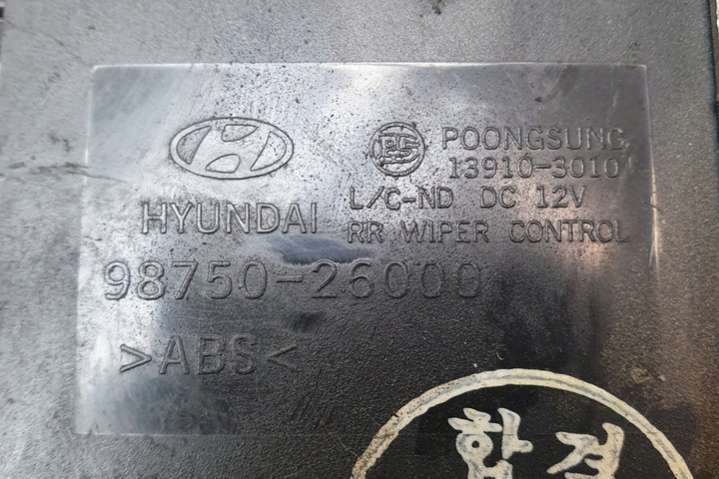 POONGSUNG
13910-3010
L/C-ND DC 12V
RR WIPER CONTROL
HYUNDAI
98750-26000
>ABS<
합격